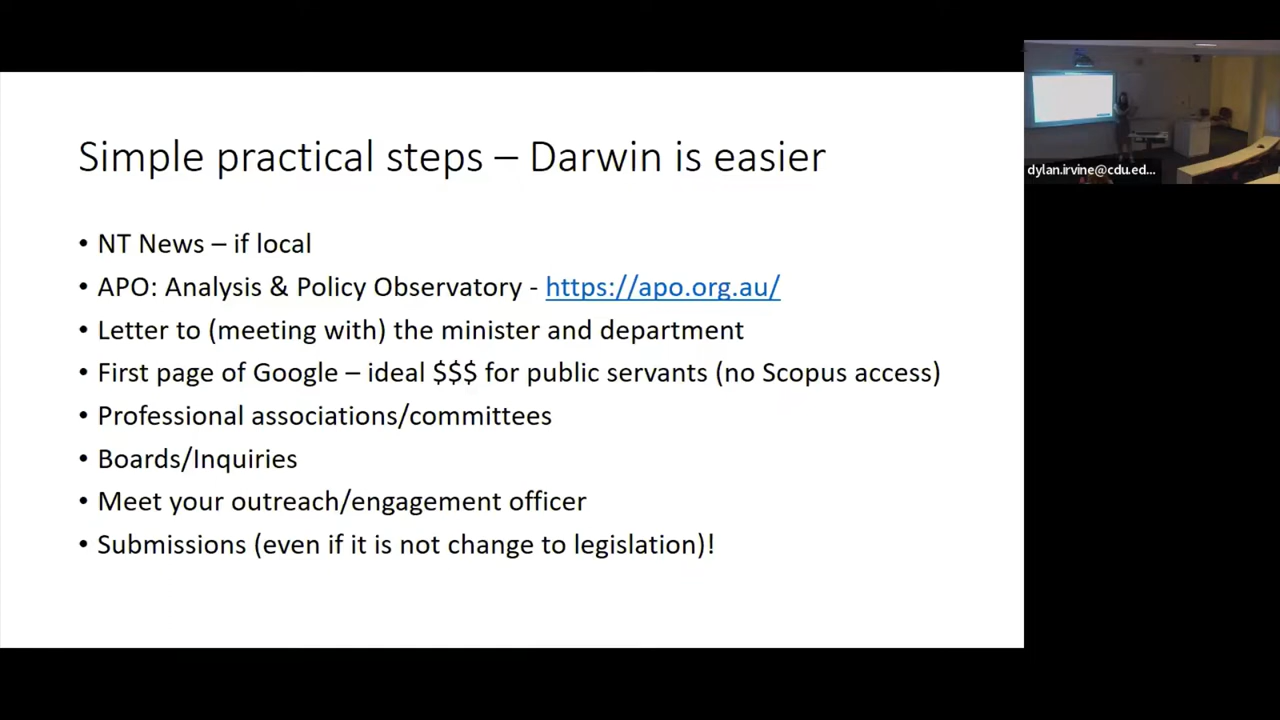 Simple practical steps – Darwin is easier
• NT News – if local
• APO: Analysis & Policy Observatory - https://apo.org.au/
• Letter to (meeting with) the minister and department
• First page of Google – ideal $$$ for public servants (no Scopus access)
• Professional associations/committees
• Boards/Inquiries
• Meet your outreach/engagement officer
• Submissions (even if it is not change to legislation)!
dylan.irvine@cdu.ed...